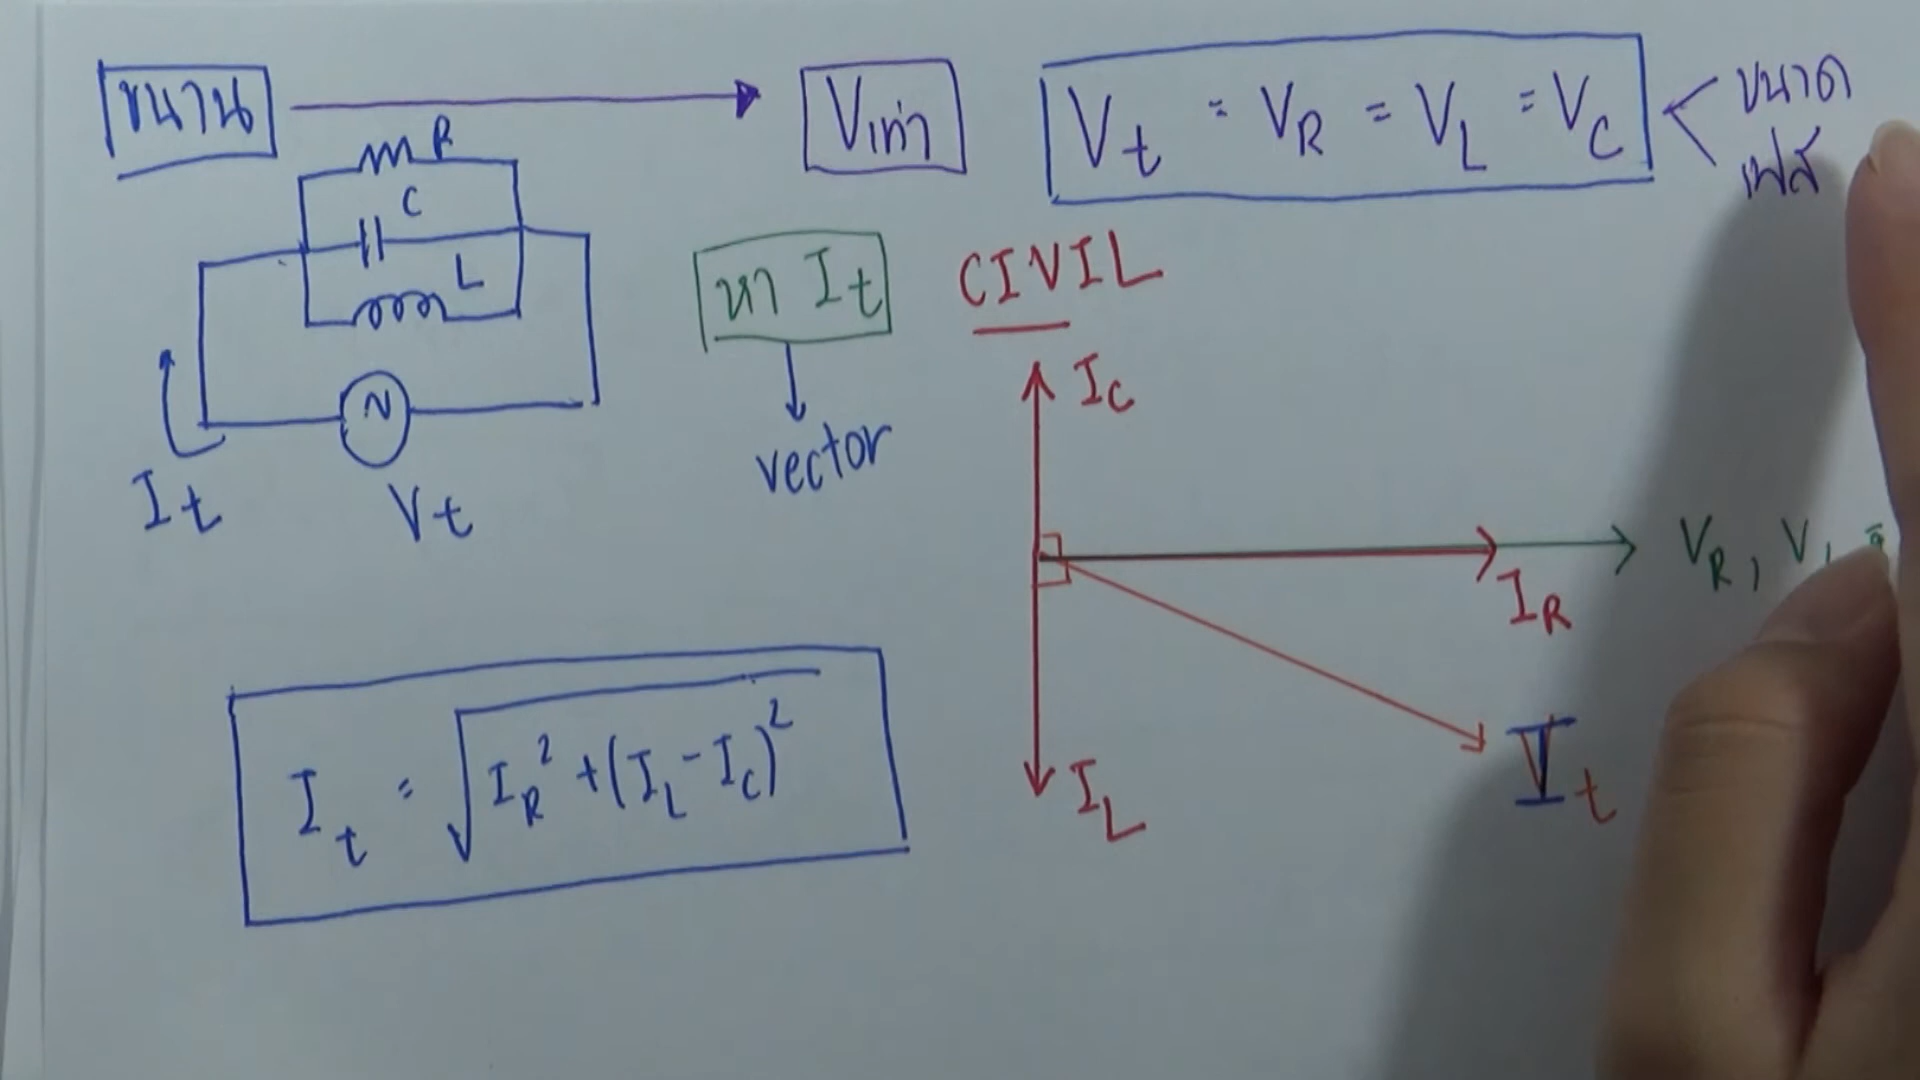 ขนาน
V เท่า
Vt = VR = VL = VC
ขนาด
เฟส
R
C
L
It
Vt
หา It
vector
CIVIL
IC
IR
VR, V
It
IL
It = √IR² + (IL - IC)²